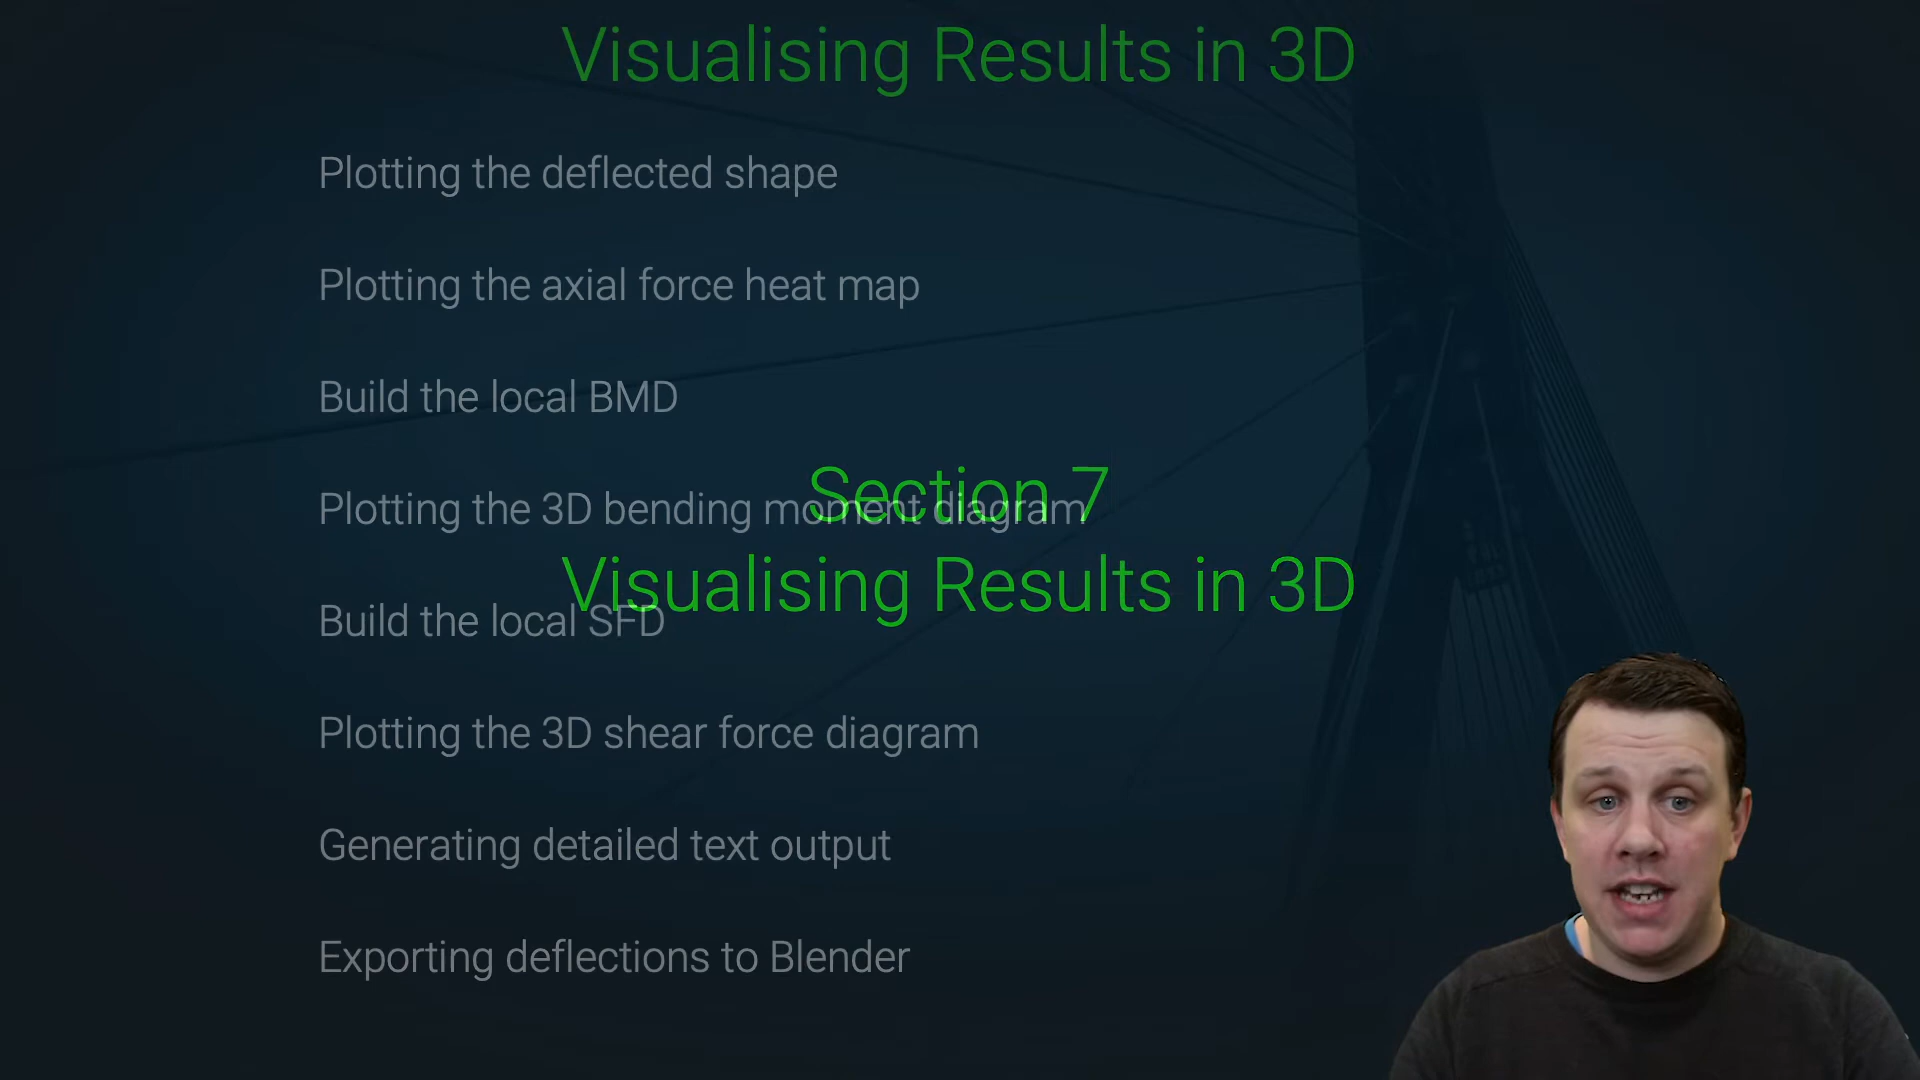 Visualising Results in 3D
Plotting the deflected shape
Plotting the axial force heat map
Build the local BMD
Section 7
Plotting the 3D bending moment diagram
Visualising Results in 3D
Build the local SFD
Plotting the 3D shear force diagram
Generating detailed text output
Exporting deflections to Blender